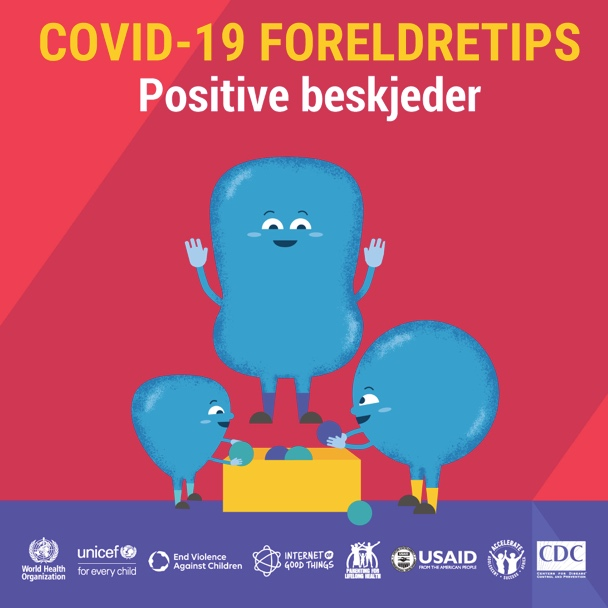 COVID-19 FORELDRETIPS
Positive beskjeder
World Health
Organization
unicef
for every child
End Violence
Against Children
INTERNET OF
GOOD THINGS
PARENTING FOR
LIFELONG HEALTH
USAID
FROM THE AMERICAN PEOPLE
ACCELERATE
SUCCESS
CDC
CENTERS FOR DISEASE
CONTROL AND PREVENTION